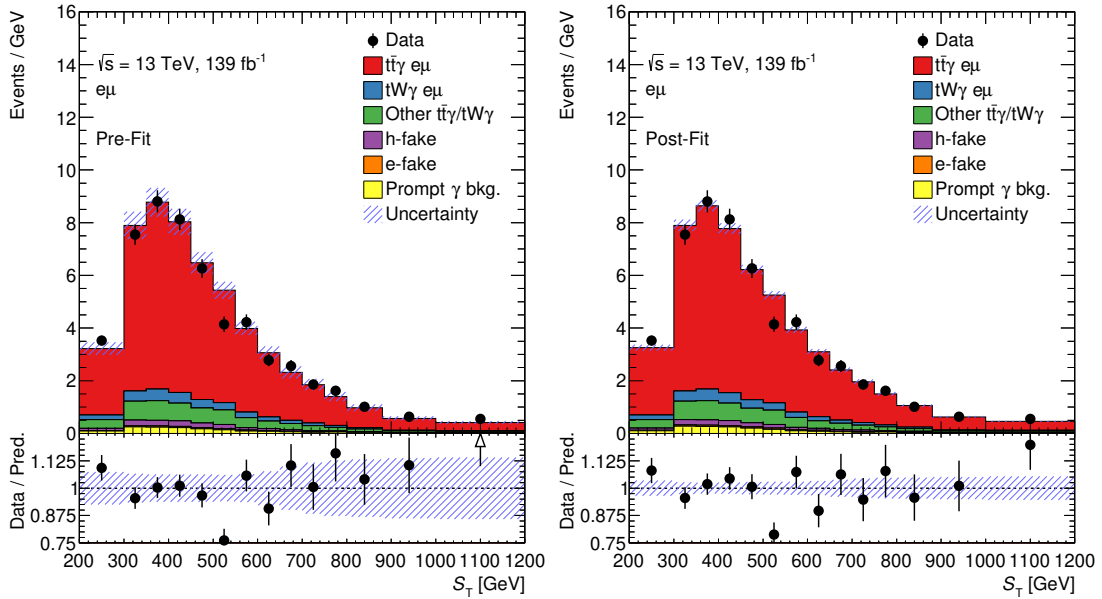 Events / GeV
16
14
12
10
8
6
4
2
0
√s = 13 TeV, 139 fb-1
eμ
Pre-Fit
Data
tt̄γ eμ
tWγ eμ
Other tt̄γ/tWγ
h-fake
e-fake
Prompt γ bkg.
Uncertainty
Data / Pred.
1.125
1
0.875
0.75
200 300 400 500 600 700 800 900 1000 1100 1200
ST [GeV]
Events / GeV
16
14
12
10
8
6
4
2
0
√s = 13 TeV, 139 fb-1
eμ
Post-Fit
Data
tt̄γ eμ
tWγ eμ
Other tt̄γ/tWγ
h-fake
e-fake
Prompt γ bkg.
Uncertainty
Data / Pred.
1.125
1
0.875
0.75
200 300 400 500 600 700 800 900 1000 1100 1200
ST [GeV]